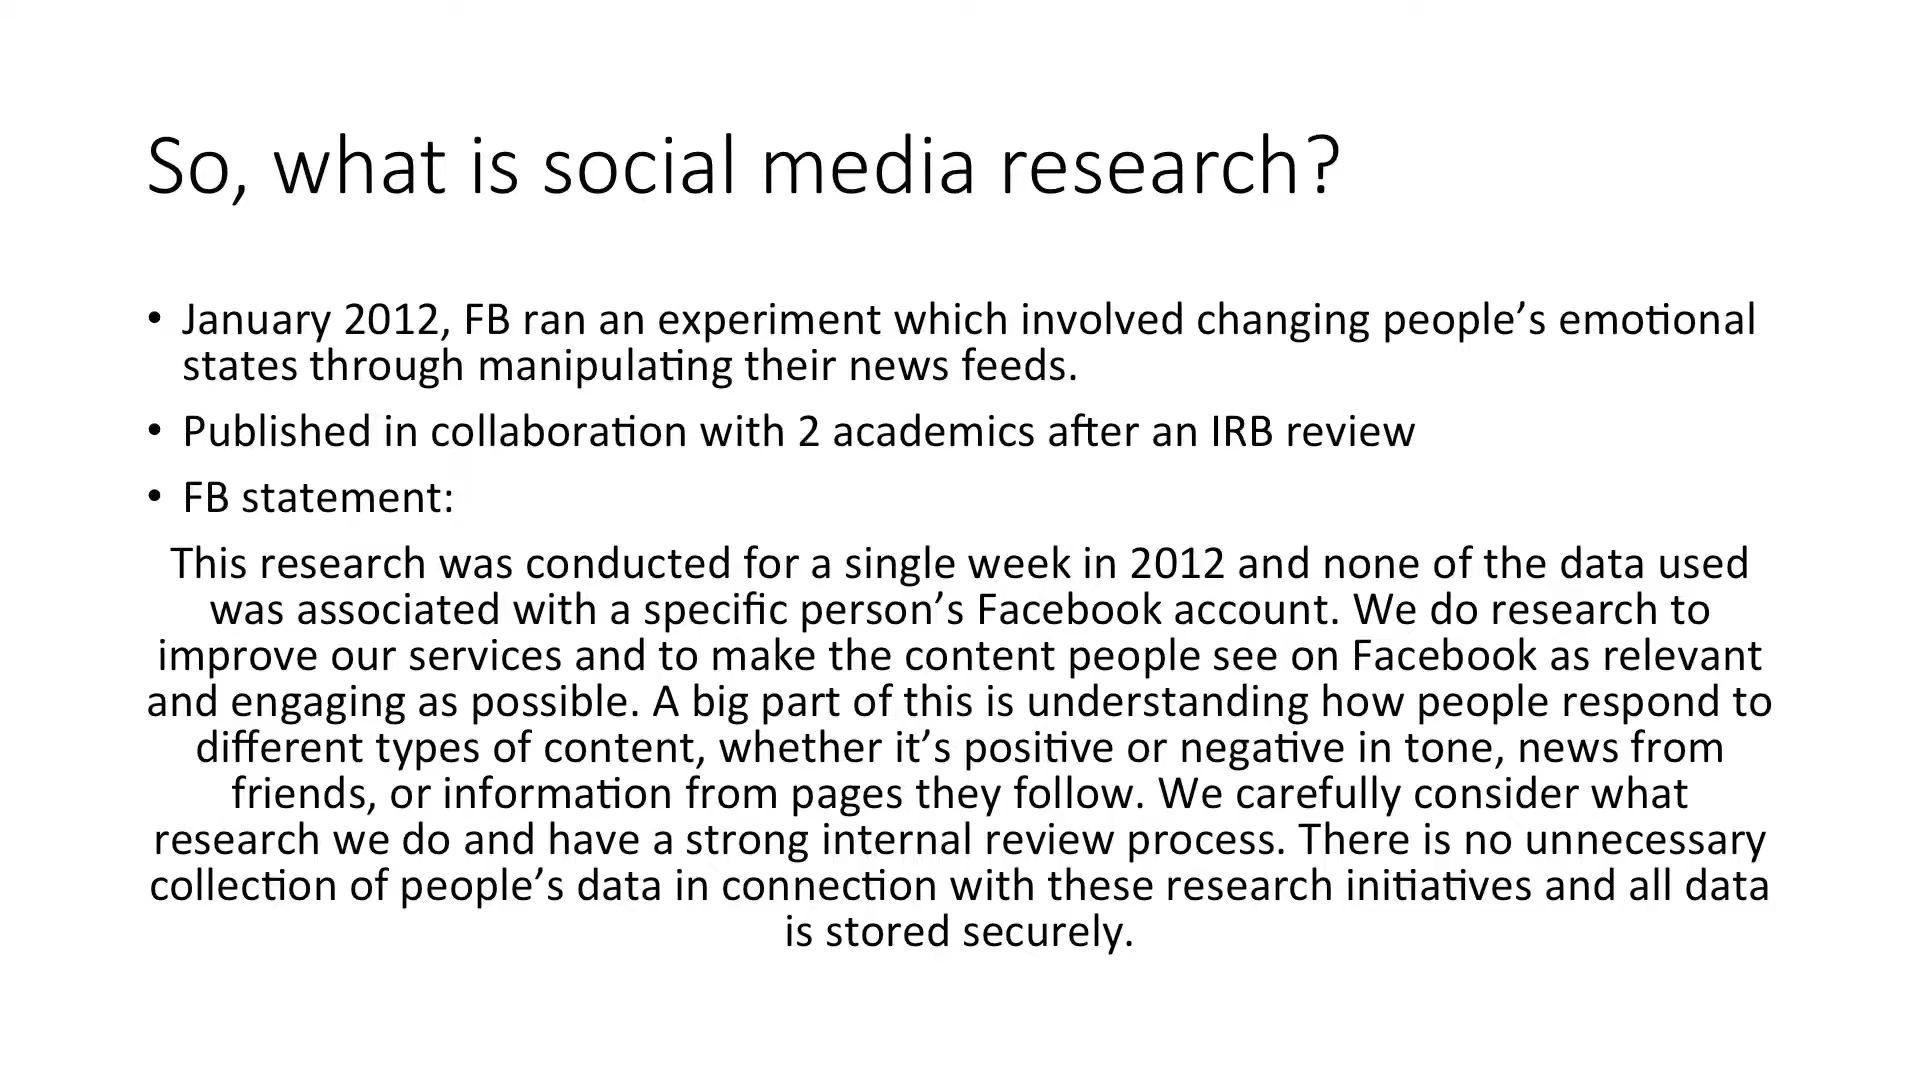 So, what is social media research?
• January 2012, FB ran an experiment which involved changing people’s emotional
states through manipulating their news feeds.
• Published in collaboration with 2 academics after an IRB review
• FB statement:
This research was conducted for a single week in 2012 and none of the data used
was associated with a specific person’s Facebook account. We do research to
improve our services and to make the content people see on Facebook as relevant
and engaging as possible. A big part of this is understanding how people respond to
different types of content, whether it’s positive or negative in tone, news from
friends, or information from pages they follow. We carefully consider what
research we do and have a strong internal review process. There is no unnecessary
collection of people’s data in connection with these research initiatives and all data
is stored securely.